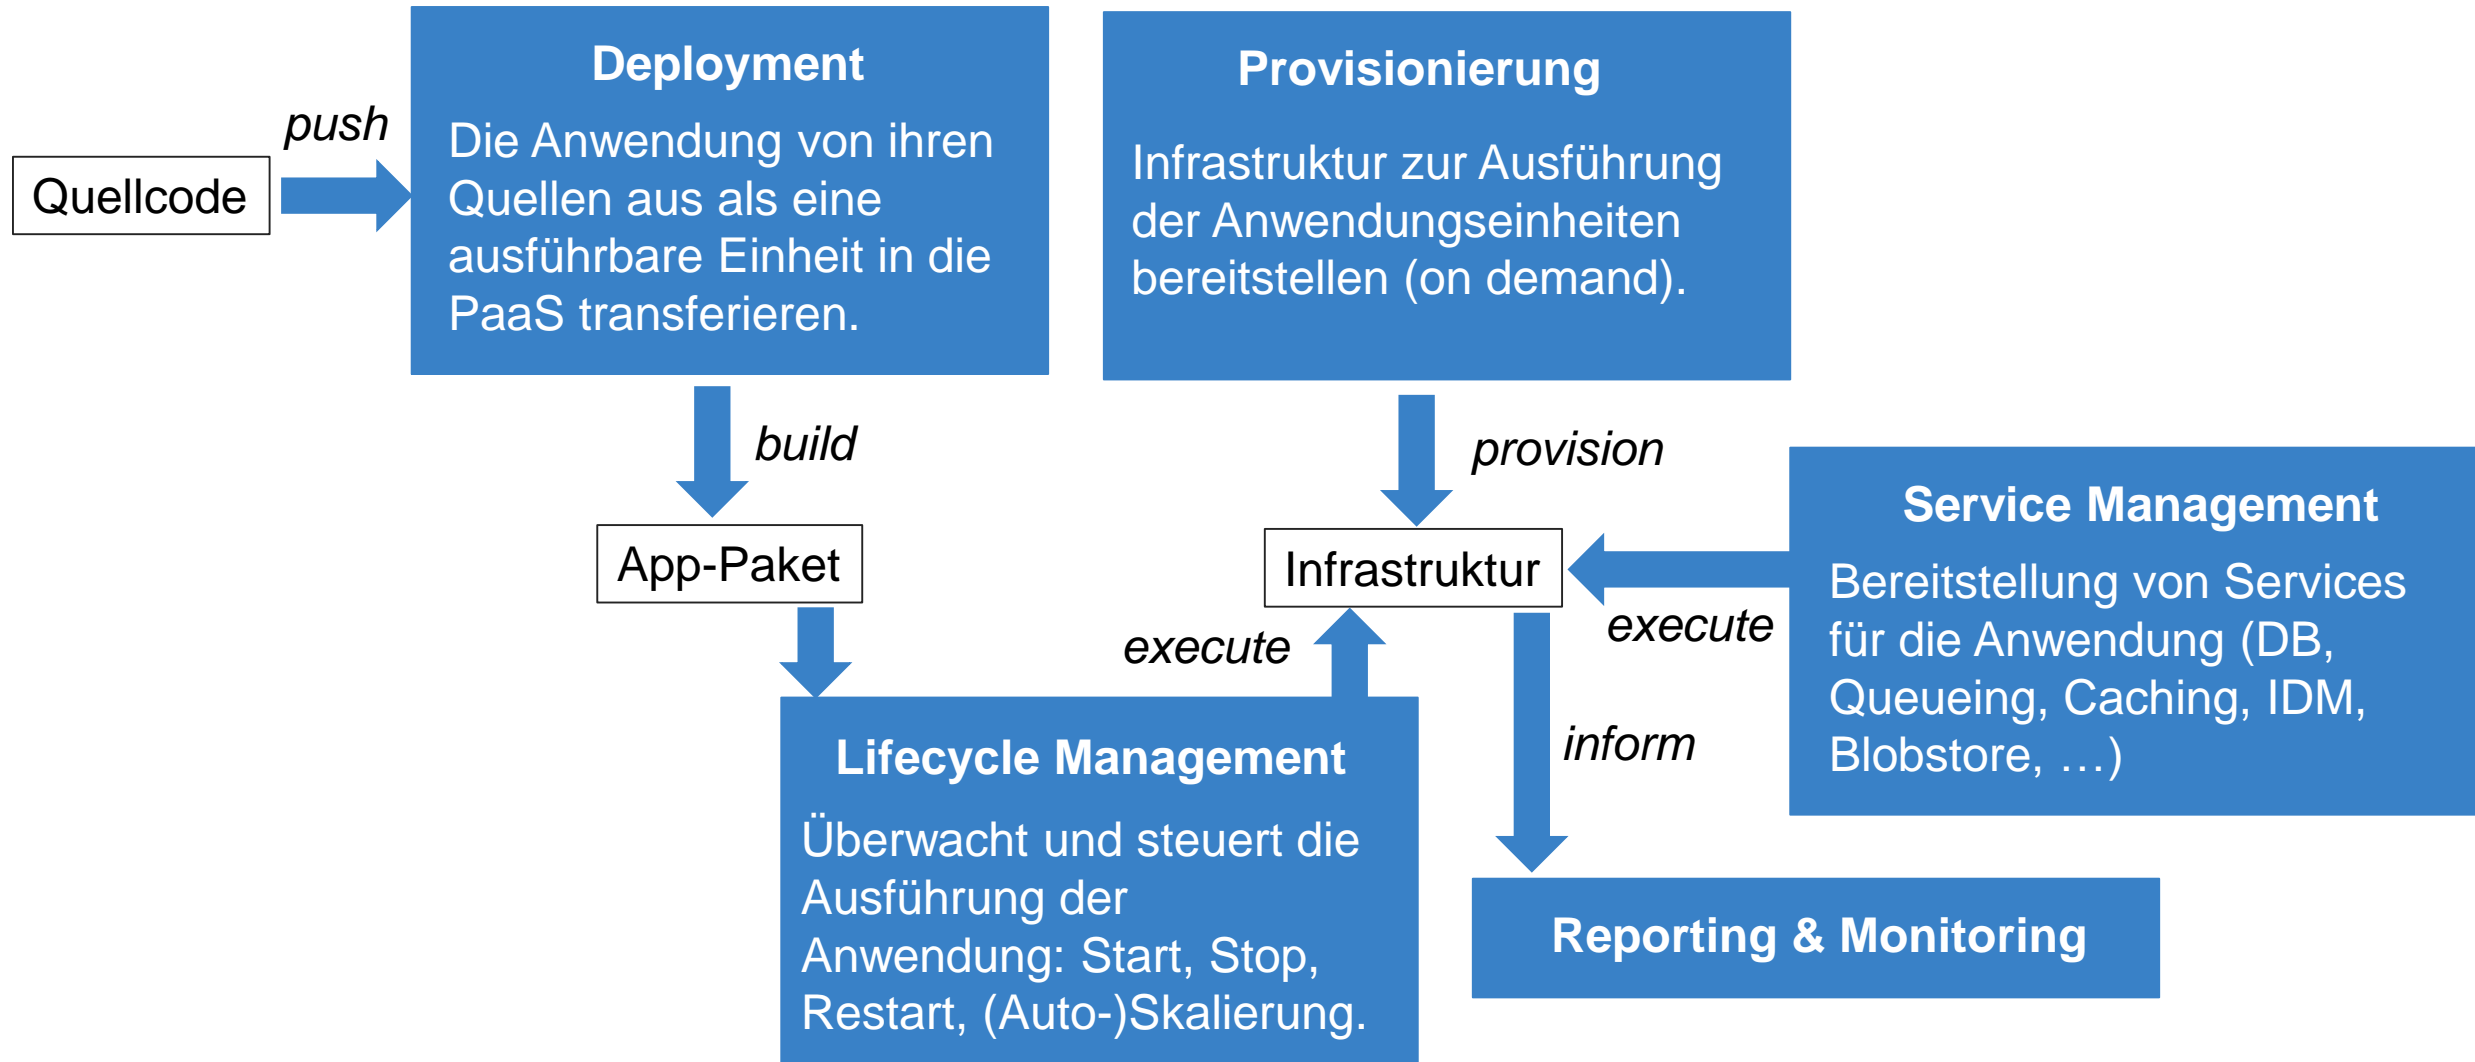 Quellcode
push
Deployment
Die Anwendung von ihren
Quellen aus als eine
ausführbare Einheit in die
PaaS transferieren.
Provisionierung
Infrastruktur zur Ausführung
der Anwendungseinheiten
bereitstellen (on demand).
build
provision
App-Paket
Infrastruktur
Service Management
Bereitstellung von Services
für die Anwendung (DB,
Queueing, Caching, IDM,
Blobstore, …)
execute
execute
inform
Lifecycle Management
Überwacht und steuert die
Ausführung der
Anwendung: Start, Stop,
Restart, (Auto-)Skalierung.
Reporting & Monitoring